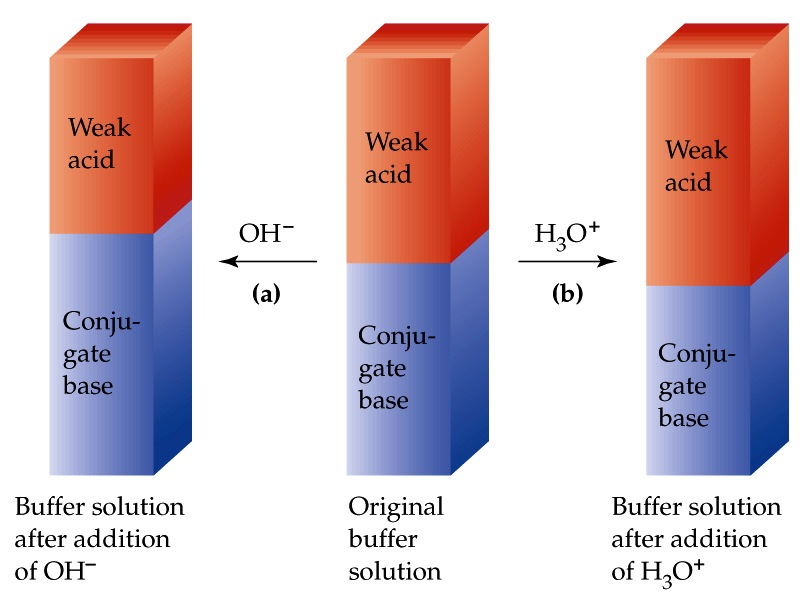 Weak
acid
Conju-
gate
base
Buffer solution
after addition
of OH⁻
OH⁻
(a)
Weak
acid
Conju-
gate
base
Original
buffer
solution
H₃O⁺
(b)
Weak
acid
Conju-
gate
base
Buffer solution
after addition
of H₃O⁺